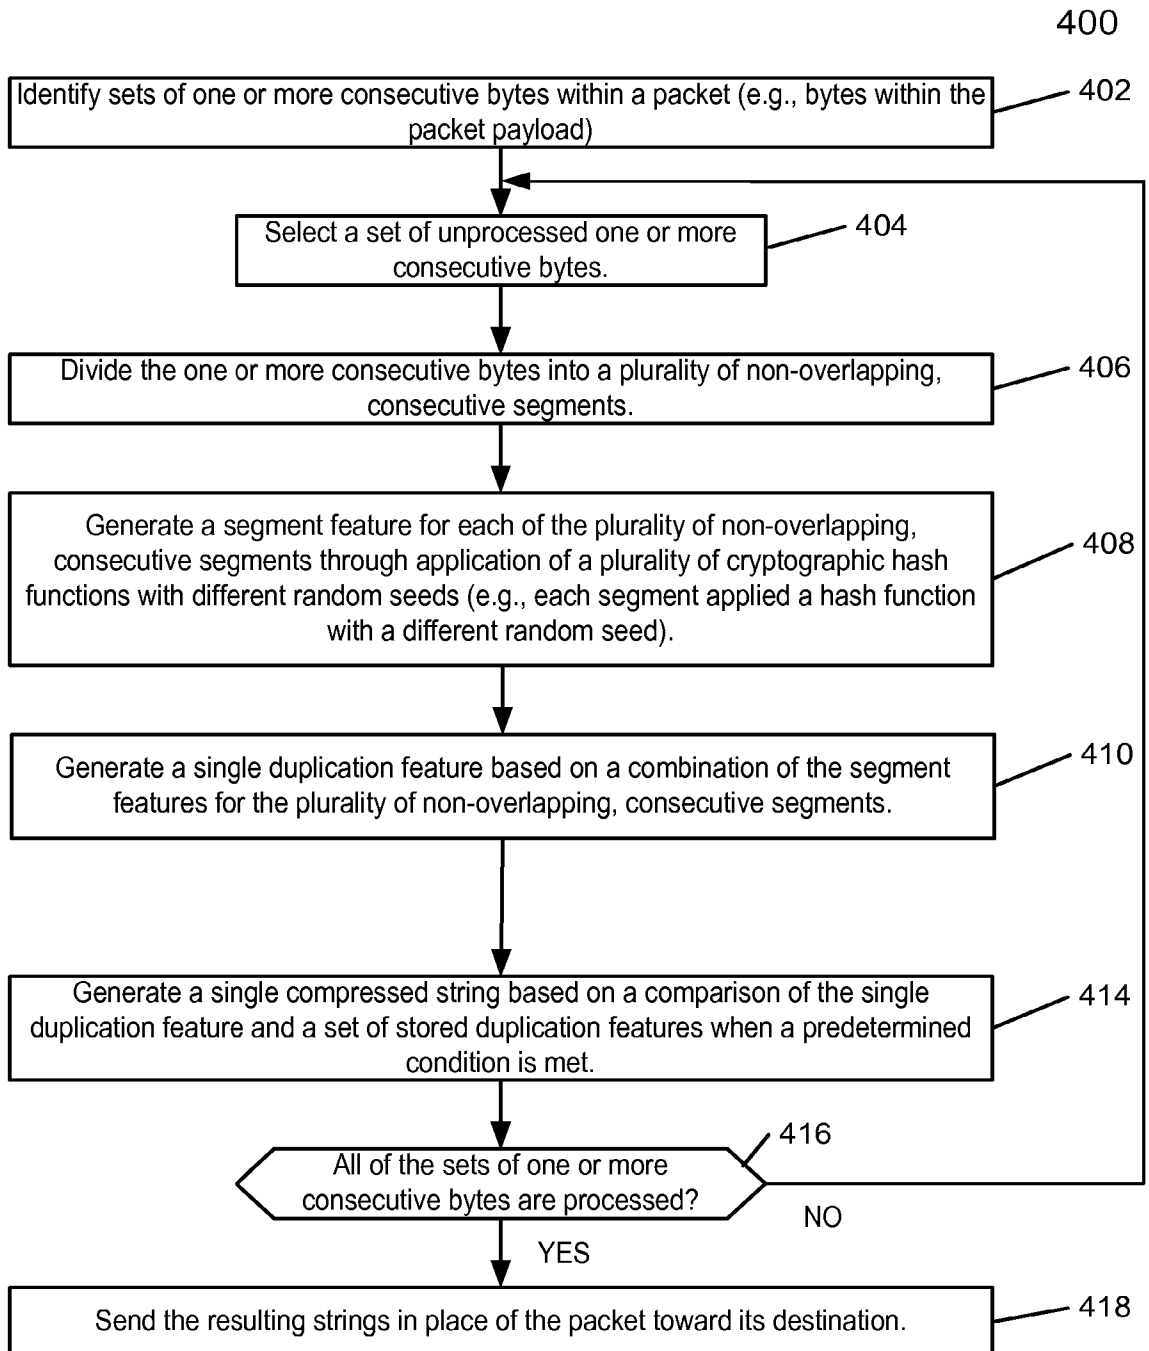 400
Identify sets of one or more consecutive bytes within a packet (e.g., bytes within the
packet payload)
402
Select a set of unprocessed one or more
consecutive bytes.
404
Divide the one or more consecutive bytes into a plurality of non-overlapping,
consecutive segments.
406
Generate a segment feature for each of the plurality of non-overlapping,
consecutive segments through application of a plurality of cryptographic hash
functions with different random seeds (e.g., each segment applied a hash function
with a different random seed).
408
Generate a single duplication feature based on a combination of the segment
features for the plurality of non-overlapping, consecutive segments.
410
Generate a single compressed string based on a comparison of the single
duplication feature and a set of stored duplication features when a predetermined
condition is met.
414
All of the sets of one or more
consecutive bytes are processed?
416
NO
YES
Send the resulting strings in place of the packet toward its destination.
418